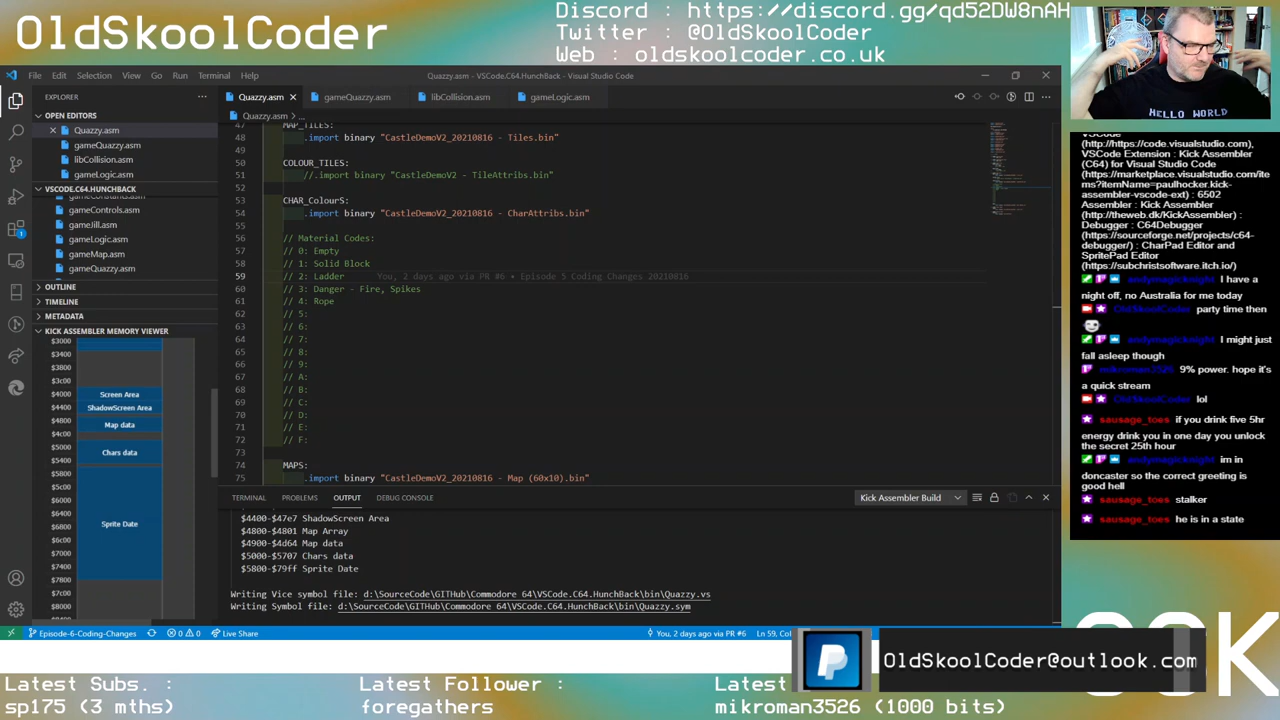 OldSkoolCoder
Discord : https://discord.gg/qd52DW8nAH
Twitter : @OldSkoolCoder
Web : oldskoolcoder.co.uk
File Edit Selection View Go Run Terminal Help
Quazzy.asm - VSCode.C64.HunchBack - Visual Studio Code
EXPLORER
OPEN EDITORS
Quazzy.asm
gameQuazzy.asm
libCollision.asm
gameLogic.asm
VSCODE.C64.HUNCHBACK
gameControls.asm
gameJill.asm
gameLogic.asm
gameMap.asm
gameQuazzy.asm
OUTLINE
TIMELINE
METADATA
KICK ASSEMBLER MEMORY VIEWER
$3000
$3400
$3800
$3c00
$4000 Screen Area
$4400 ShadowScreen Area
$4800 Map data
$4c00
$5000 Chars data
$5400
$5800
$5c00
$6000
$6400
$6800 Sprite Date
$6c00
$7000
$7400
$7800
$7c00
$8000
Quazzy.asm gameQuazzy.asm libCollision.asm gameLogic.asm
Quazzy.asm > ...
47 MAP_TILES:
48 .import binary "CastleDemoV2_20210816 - Tiles.bin"
49
50 COLOUR_TILES:
51 //.import binary "CastleDemoV2 - TileAttribs.bin"
52
53 CHAR_ColourS:
54 .import binary "CastleDemoV2_20210816 - CharAttribs.bin"
55
56 // Material Codes:
57 // 0: Empty
58 // 1: Solid Block
59 // 2: Ladder You, 2 days ago via PR #6 • Episode 5 Coding Changes 20210816
60 // 3: Danger - Fire, Spikes
61 // 4: Rope
62 // 5:
63 // 6:
64 // 7:
65 // 8:
66 // 9:
67 // A:
68 // B:
69 // C:
70 // D:
71 // E:
72 // F:
73
74 MAPS:
75 .import binary "CastleDemoV2_20210816 - Map (60x10).bin"
TERMINAL PROBLEMS OUTPUT DEBUG CONSOLE
Kick Assembler Build
$4400-$47e7 ShadowScreen Area
$4800-$4801 Map Array
$4900-$4d64 Map data
$5000-$5707 Chars data
$5800-$79ff Sprite Date
Writing Vice symbol file: d:\SourceCode\GITHub\Commodore 64\VSCode.C64.HunchBack\bin\Quazzy.vs
Writing Symbol file: d:\SourceCode\GITHub\Commodore 64\VSCode.C64.HunchBack\bin\Quazzy.sym
Episode-6-Coding-Changes 0 0 Live Share
You, 2 days ago via PR #6 Ln 59,
HELLO WORLD
VSCode
(http://https://code.visualstudio.com),
VSCode Extension : Kick Assembler
(C64) for Visual Studio Code
(https://marketplace.visualstudio.com/ite
ms?itemName=paulhocker.kick-
assembler-vscode-ext) : 6502
Assembler : Kick Assembler
(http://theweb.dk/KickAssembler) :
Debugger : C64Debugger
(https://sourceforge.net/projects/c64-
debugger/) : CharPad Editor and
SpritePad Editor
(https://subchristsoftware.itch.io/)
andymagicknight : I have a
night off, no Australia for me today
OldSkoolCoder : party time then
andymagicknight : I might just
fall asleep though
mikroman3526 : 9% power. hope it's
a quick stream
OldSkoolCoder : lol
sausage_toes : if you drink five 5hr
energy drink you in one day you unlock
the secret 25th hour
andymagicknight : im in
doncaster so the correct greeting is
good hell
sausage_toes : stalker
sausage_toes : he is in a state
OldSkoolCoder@outlook.com
Latest Subs. :
sp175 (3 mths)
Latest Follower :
foregathers
Latest
mikroman3526 (1000 bits)